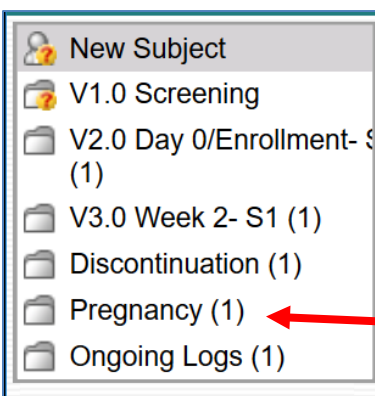 New Subject
V1.0 Screening
V2.0 Day 0/Enrollment-
(1)
V3.0 Week 2- S1 (1)
Discontinuation (1)
Pregnancy (1)
Ongoing Logs (1)